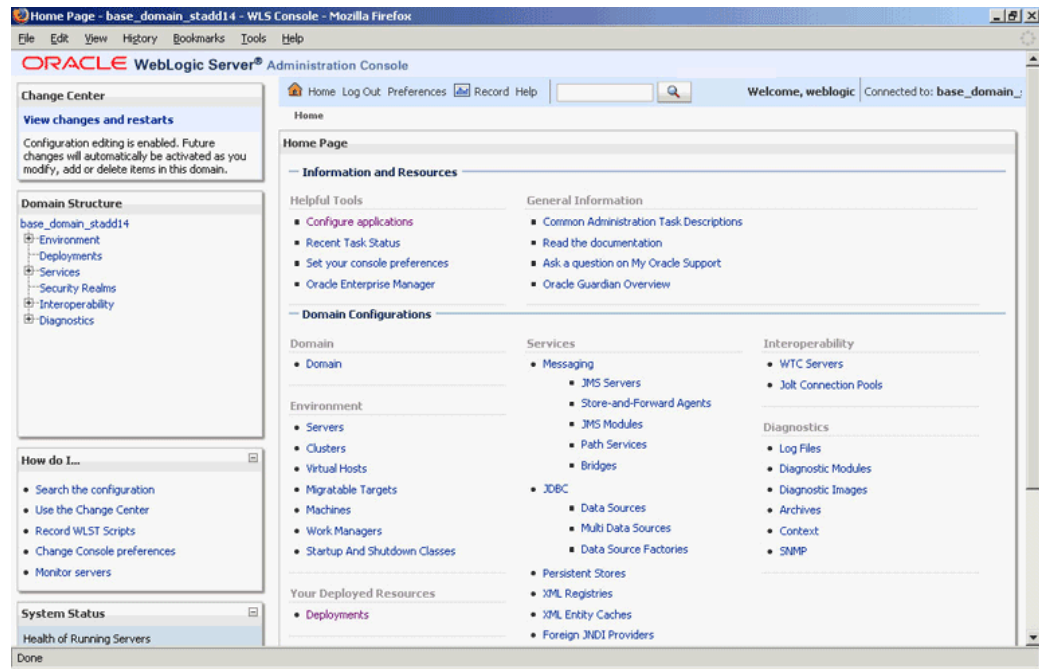 Home Page - base_domain_stadd14 - WLS Console - Mozilla Firefox
File Edit View History Bookmarks Tools Help
ORACLE WebLogic Server® Administration Console
Change Center
View changes and restarts
Configuration editing is enabled. Future
changes will automatically be activated as you
modify, add or delete items in this domain.
Domain Structure
base_domain_stadd14
Environment
Deployments
Services
Security Realms
Interoperability
Diagnostics
How do I...
Search the configuration
Use the Change Center
Record WLST Scripts
Change Console preferences
Monitor servers
System Status
Health of Running Servers
Home Log Out Preferences Record Help
Welcome, weblogic Connected to: base_domain_
Home
Home Page
Information and Resources
Helpful Tools
Configure applications
Recent Task Status
Set your console preferences
Oracle Enterprise Manager
General Information
Common Administration Task Descriptions
Read the documentation
Ask a question on My Oracle Support
Oracle Guardian Overview
Domain Configurations
Domain
Domain
Environment
Servers
Clusters
Virtual Hosts
Migratable Targets
Machines
Work Managers
Startup And Shutdown Classes
Your Deployed Resources
Deployments
Services
Messaging
JMS Servers
Store-and-Forward Agents
JMS Modules
Path Services
Bridges
JDBC
Data Sources
Multi Data Sources
Data Source Factories
Persistent Stores
XML Registries
XML Entity Caches
Foreign JNDI Providers
Interoperability
WTC Servers
Jolt Connection Pools
Diagnostics
Log Files
Diagnostic Modules
Diagnostic Images
Archives
Context
SNMP
Done